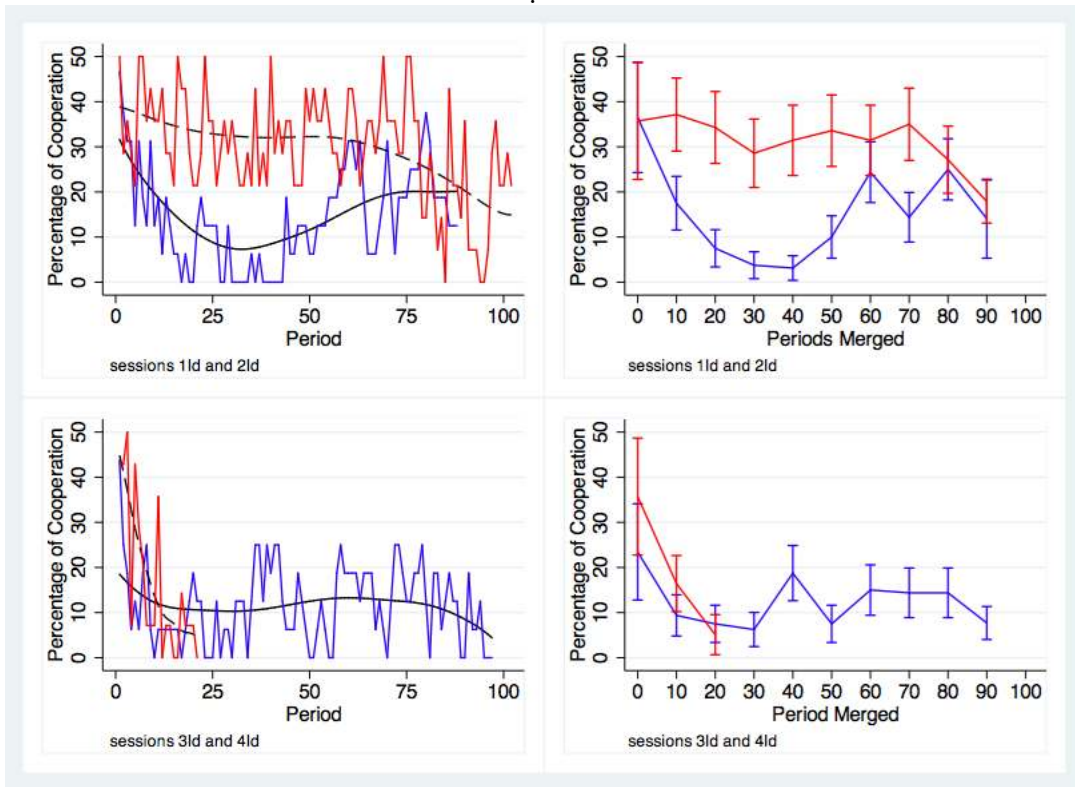 Percentage of Cooperation
50
40
30
20
10
0
0 25 50 75 100
Period
sessions 1ld and 2ld
Percentage of Cooperation
50
40
30
20
10
0
0 10 20 30 40 50 60 70 80 90 100
Periods Merged
sessions 1ld and 2ld
Percentage of Cooperation
50
40
30
20
10
0
0 25 50 75 100
Period
sessions 3ld and 4ld
Percentage of Cooperation
50
40
30
20
10
0
0 10 20 30 40 50 60 70 80 90 100
Period Merged
sessions 3ld and 4ld